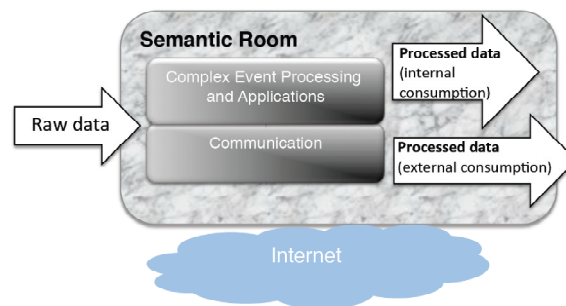 Semantic Room
Complex Event Processing
and Applications
Communication
Raw data
Processed data
(internal
consumption)
Processed data
(external consumption)
Internet